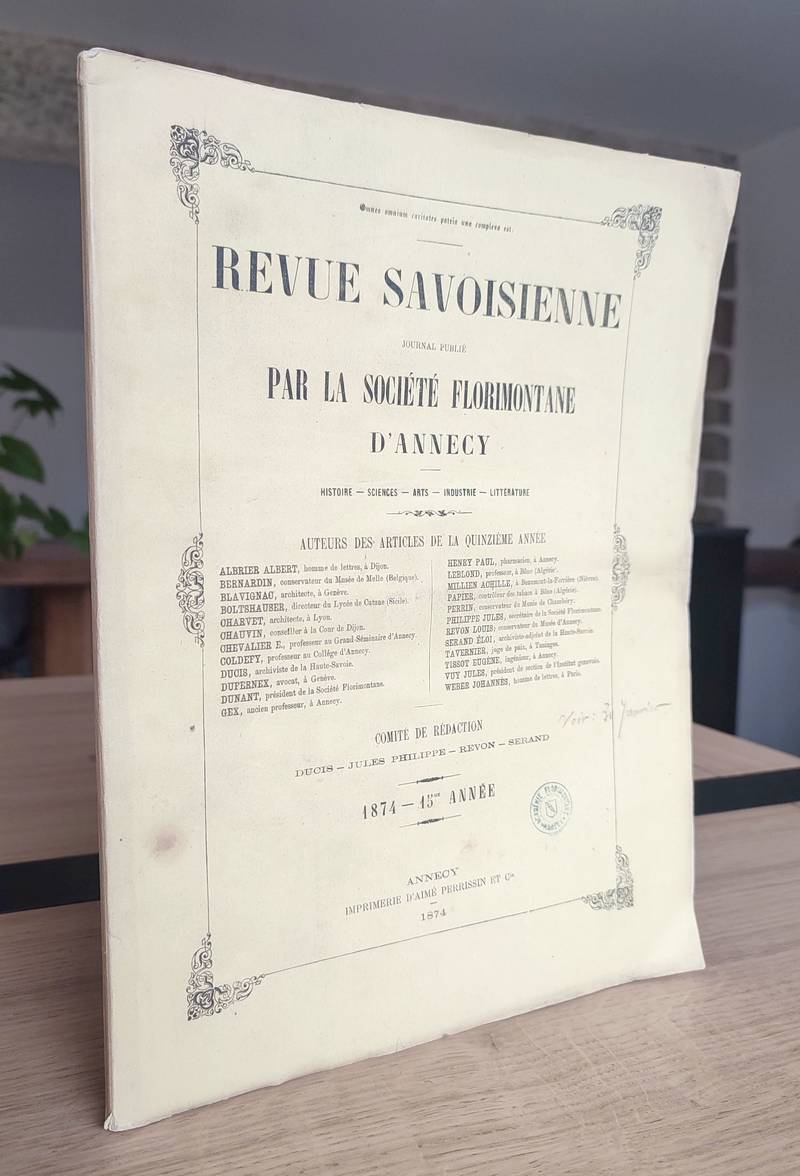 Omnes omnium caritates patria una complexa est.
REVUE SAVOISIENNE
JOURNAL PUBLIÉ
PAR LA SOCIÉTÉ FLORIMONTANE
D'ANNECY
HISTOIRE — SCIENCES — ARTS — INDUSTRIE — LITTÉRATURE
AUTEURS DES ARTICLES DE LA QUINZIÈME ANNÉE
ALBRIER ALBERT, homme de lettres, à Dijon.
BERNARDIN, conservateur du Musée de Melle (Belgique).
BLAVIGNAC, architecte, à Genève.
BOLTSHAUSER, directeur du Lycée de Catane (Sicile).
CHARVET, architecte, à Lyon.
CHAUVIN, conseiller à la Cour de Dijon.
CHEVALIER E., professeur au Grand-Séminaire d'Annecy.
COLDEFY, professeur au Collège d'Annecy.
DUCIS, archiviste de la Haute-Savoie.
DUPERNEX, avocat, à Genève.
DUNANT, président de la Société Florimontane.
GEX, ancien professeur, à Annecy.
HENRY PAUL, pharmacien, à Annecy.
LEBLOND, professeur, à Bône (Algérie).
MILLIEN ACHILLE, à Beaumont-la-Ferrière (Nièvre).
PAPIER, contrôleur des tabacs à Bône (Algérie).
PERRIN, conservateur du Musée de Chambéry.
PHILIPPE JULES, secrétaire de la Société Florimontane.
REVON LOUIS, conservateur du Musée d'Annecy.
SERAND ÉLOI, archiviste-adjoint de la Haute-Savoie.
TAVERNIER, juge de paix, à Taninges.
TISSOT EUGÈNE, ingénieur, à Annecy.
VUY JULES, président de section de l'Institut genevois.
WEBER JOHANNÈS, homme de lettres, à Paris.
Voir: 30 Janvier
COMITÉ DE RÉDACTION
DUCIS — JULES PHILIPPE — REVON — SERAND
1874 — 15me ANNÉE
ACADÉMIE FLORIMONTANE
ANNECY
IMPRIMERIE D'AIMÉ PERRISSIN ET Cie
1874